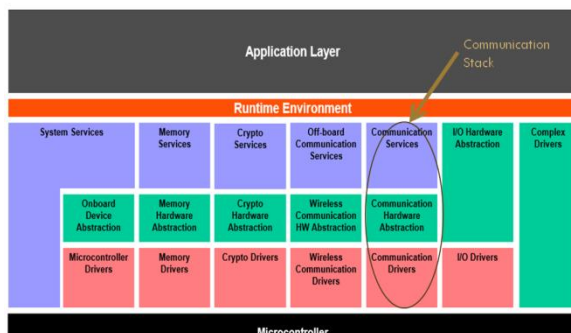 Communication
Stack
Application Layer
Runtime Environment
System Services
Memory
Services
Crypto
Services
Off-board
Communication
Services
Communication
Services
I/O Hardware
Abstraction
Complex
Drivers
Onboard
Device
Abstraction
Memory
Hardware
Abstraction
Crypto
Hardware
Abstraction
Wireless
Communication
HW Abstraction
Communication
Hardware
Abstraction
Microcontroller
Drivers
Memory
Drivers
Crypto Drivers
Wireless
Communication
Drivers
Communication
Drivers
I/O Drivers
Microcontroller